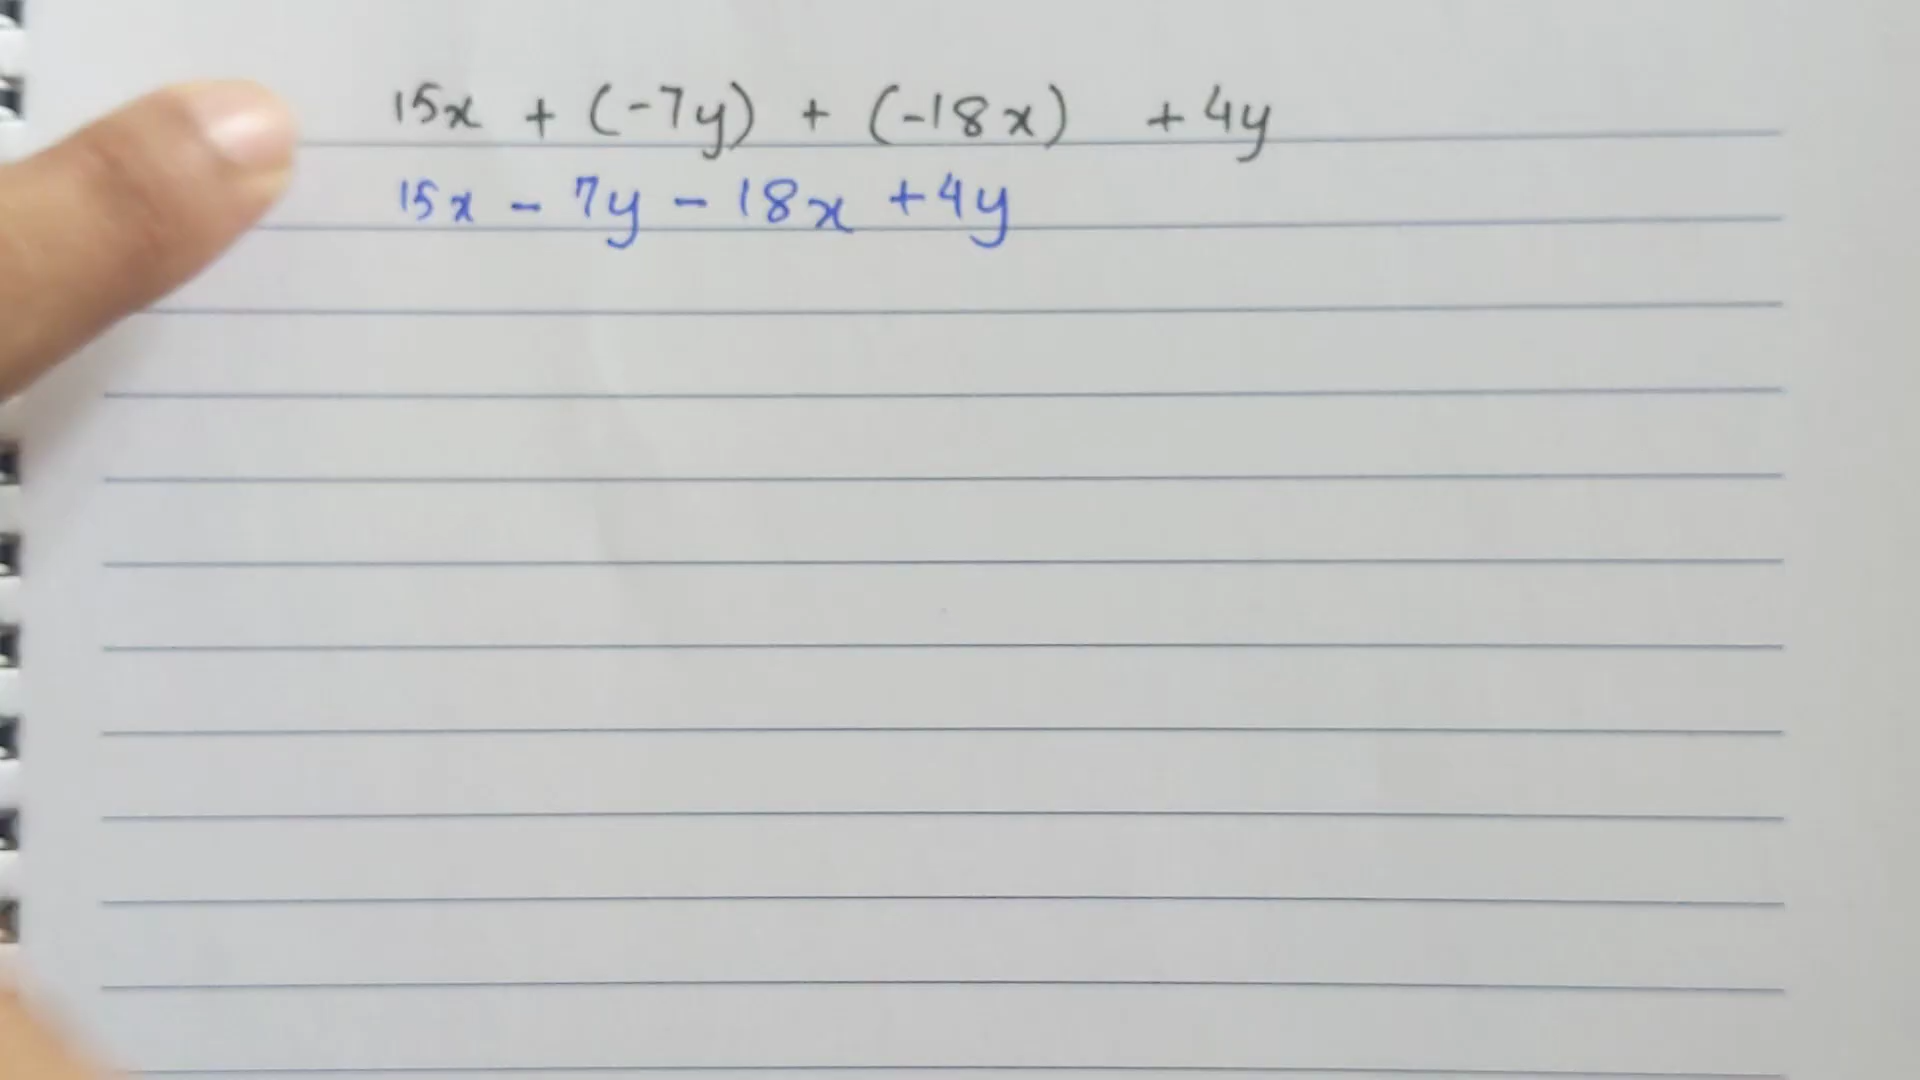 15x + (-7y) + (-18x) + 4y
15x - 7y - 18x + 4y